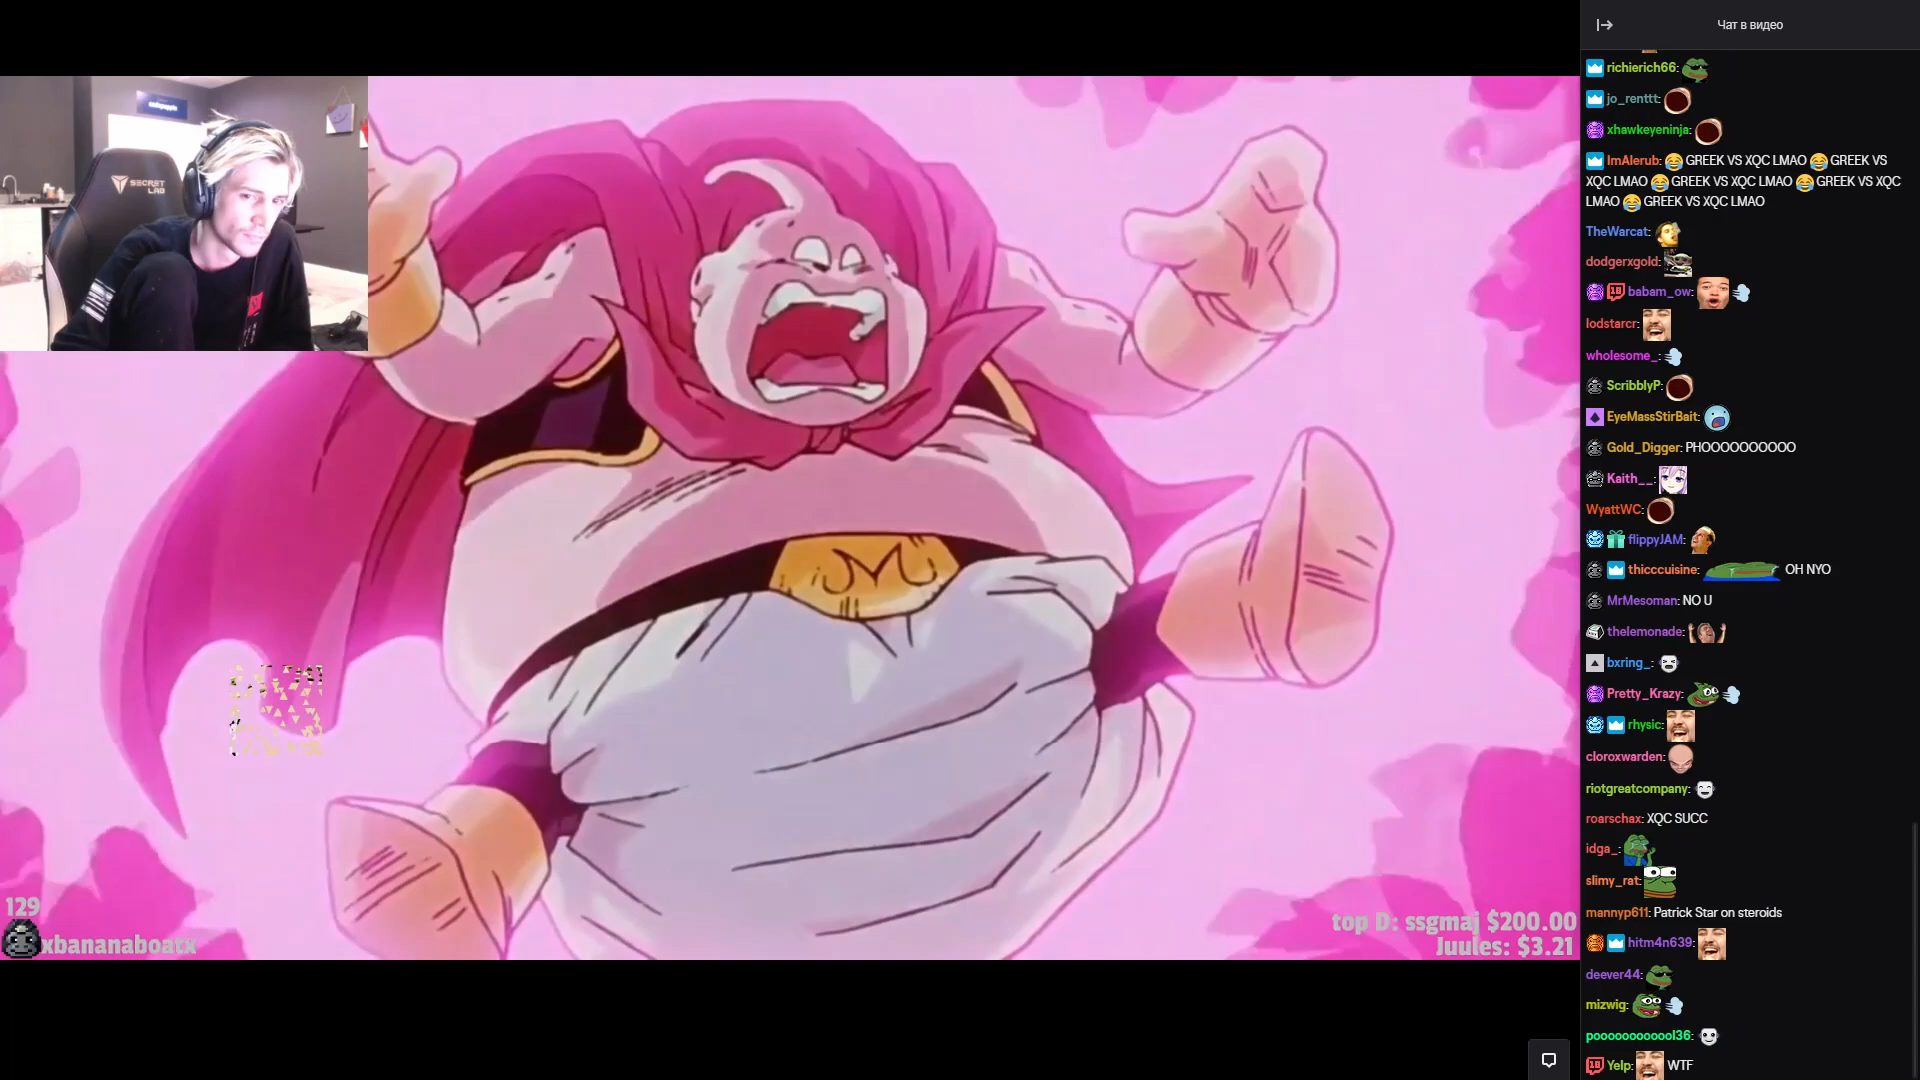 Чат в видео
richierich66:
jo_renttt:
xhawkeyeninja:
ImAlerub: GREEK VS XQC LMAO GREEK VS
XQC LMAO GREEK VS XQC LMAO GREEK VS XQC
LMAO GREEK VS XQC LMAO
TheWarcat:
dodgerxgold:
18 babam_ow:
lodstarcr:
wholesome_:
ScribblyP:
EyeMassStirBait:
Gold_Digger: PHOOOOOOOOOO
Kaith__:
WyattWC:
flippyJAM:
thicccuisine: OH NYO
MrMesoman: NO U
thelemonade:
bxring_:
Pretty_Krazy:
rhysic:
cloroxwarden:
riotgreatcompany:
roarschax: XQC SUCC
idga_:
slimy_rat:
mannyp611: Patrick Star on steroids
hitm4n639:
deever44:
mizwig:
poooooooooool36:
18 Yelp: WTF
SECRET
LAB
129
xbananaboatx
top D: ssgmaj $200.00
Juules: $3.21